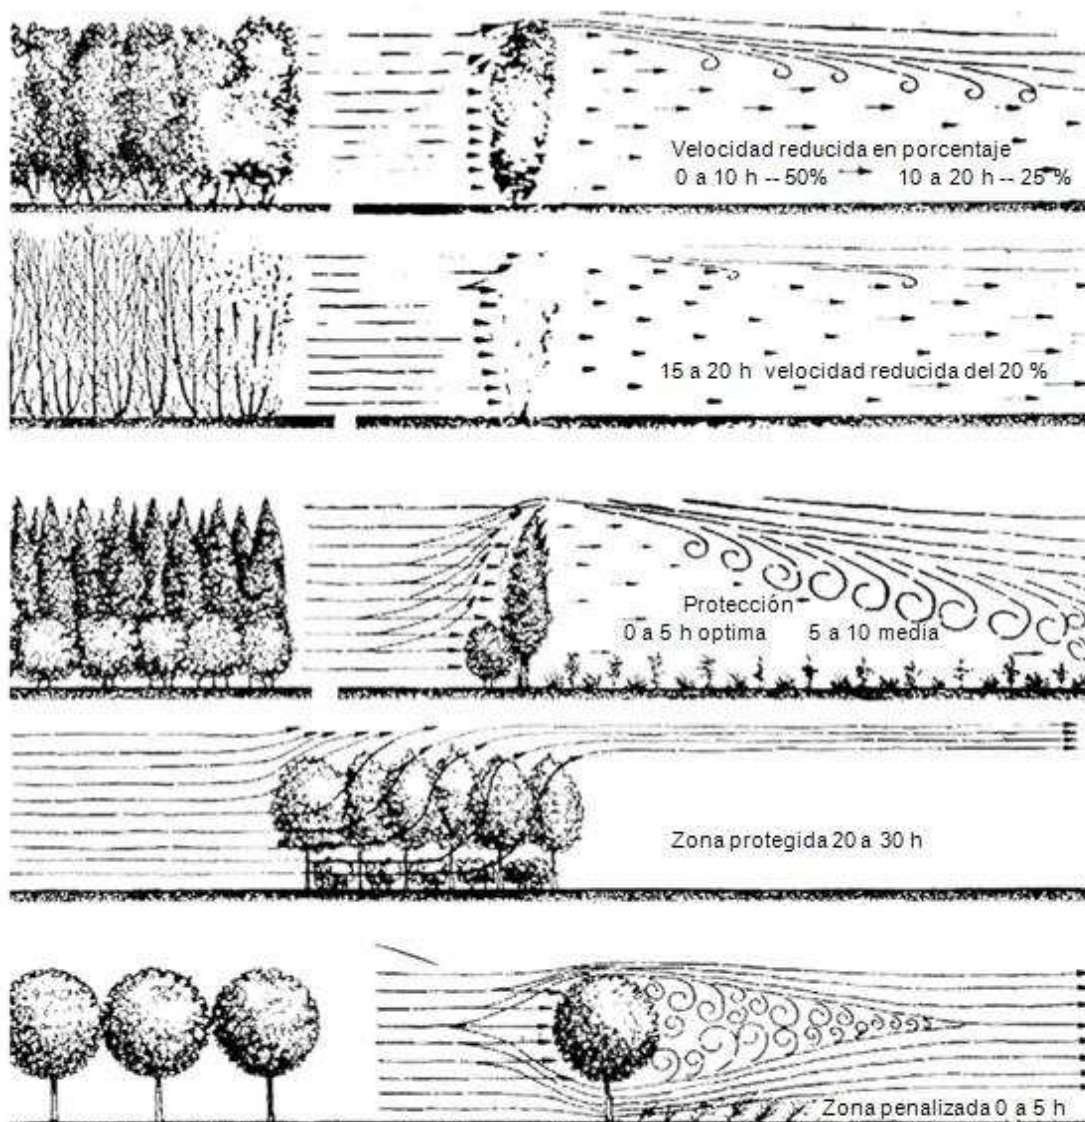 Velocidad reducida en porcentaje
0 a 10 h -- 50% 10 a 20 h -- 25 %
15 a 20 h velocidad reducida del 20 %
Protección
0 a 5 h optima 5 a 10 media
Zona protegida 20 a 30 h
Zona penalizada 0 a 5 h